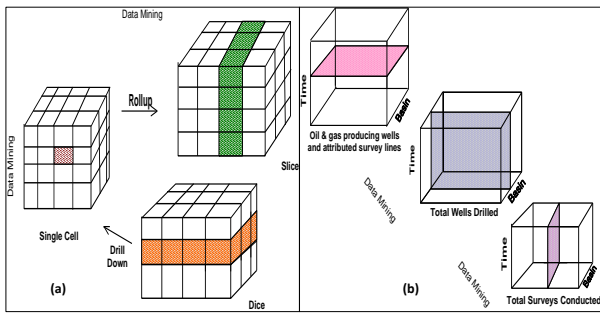 Data Mining
Rollup
Slice
Data Mining
Single Cell
Drill
Down
Dice
(a)
Time
Basin
Oil & gas producing wells
and attributed survey lines
Time
Basin
Data Mining
Total Wells Drilled
Time
Basin
Data Mining
Total Surveys Conducted
(b)